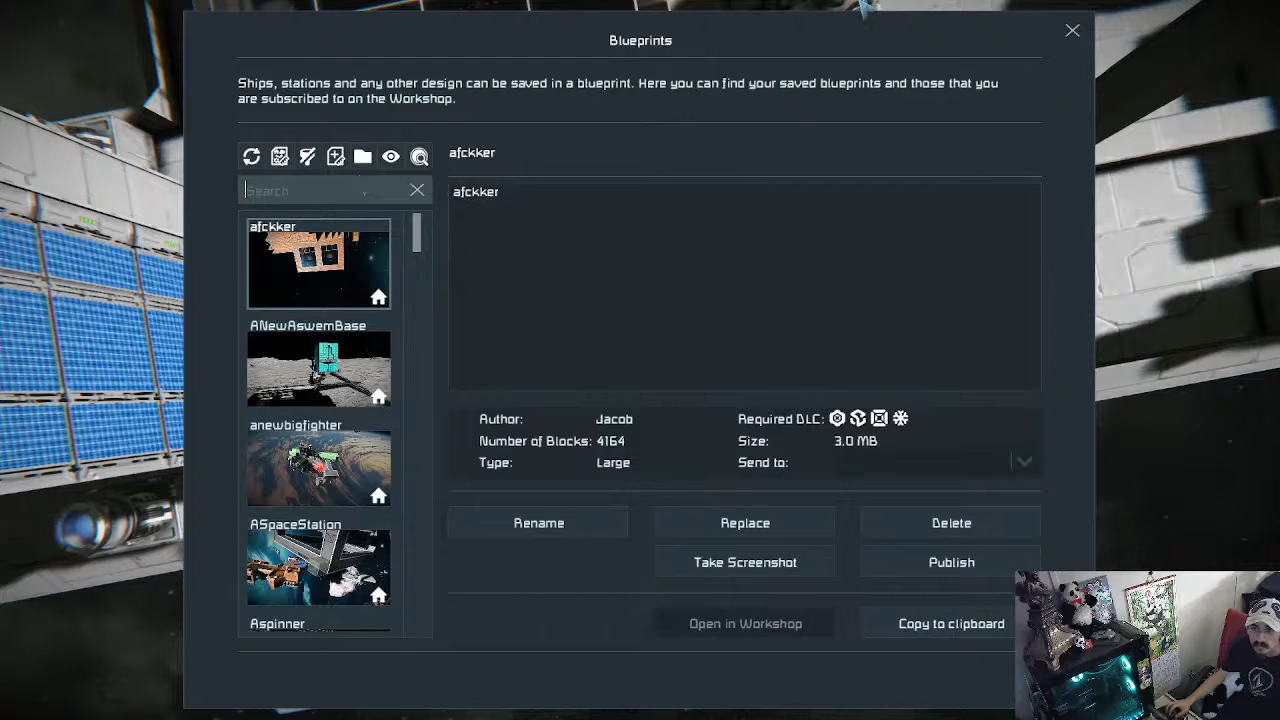 Blueprints
Ships, stations and any other design can be saved in a blueprint. Here you can find your saved blueprints and those that you
are subscribed to on the Workshop.
afckker
Search
afckker
afckker
ANewAswemBase
anewbigfighter
ASpaceStation
Aspinner
Author: Jacob
Required DLC:
Number of Blocks: 4164
Size: 3.0 MB
Type: Large
Send to:
Rename
Replace
Delete
Take Screenshot
Publish
Open in Workshop
Copy to clipboard